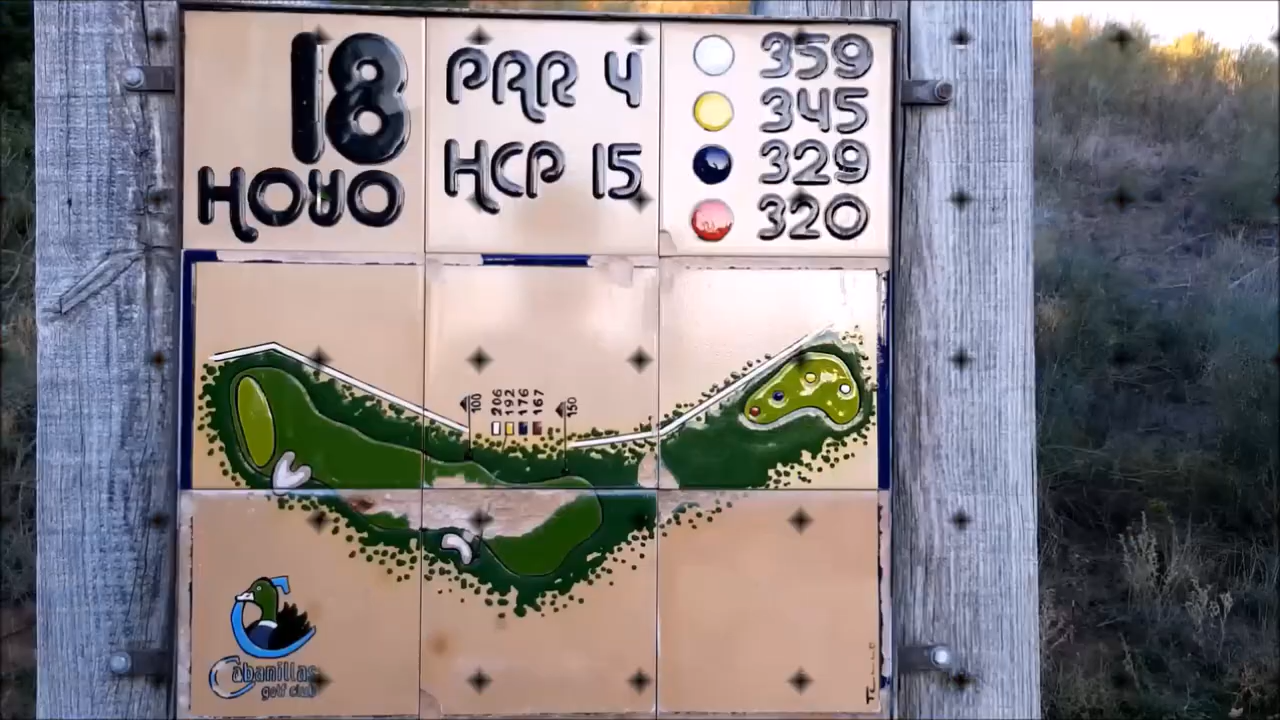 18
HOYO
PAR 4
HCP 15
359
345
329
320
100
206
192
176
167
150
Cabanillas
golf club